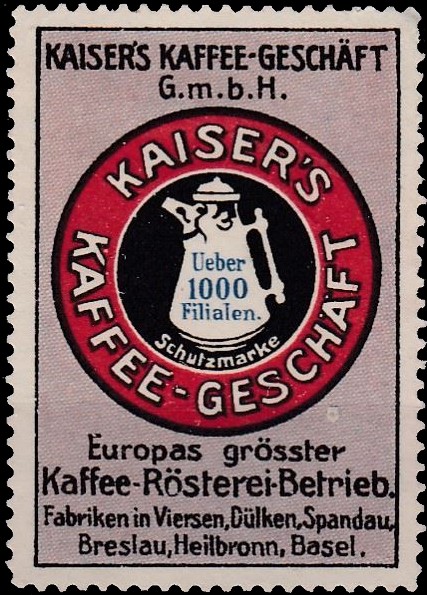 KAISER'S KAFFEE-GESCHÄFT
G.m.b.H.
KAISER'S
KAFFEE-GESCHÄFT
Ueber
1000
Filialen.
Schutzmarke
Europas grösster
Kaffee-Rösterei-Betrieb.
Fabriken in Viersen, Dülken, Spandau,
Breslau, Heilbronn, Basel.